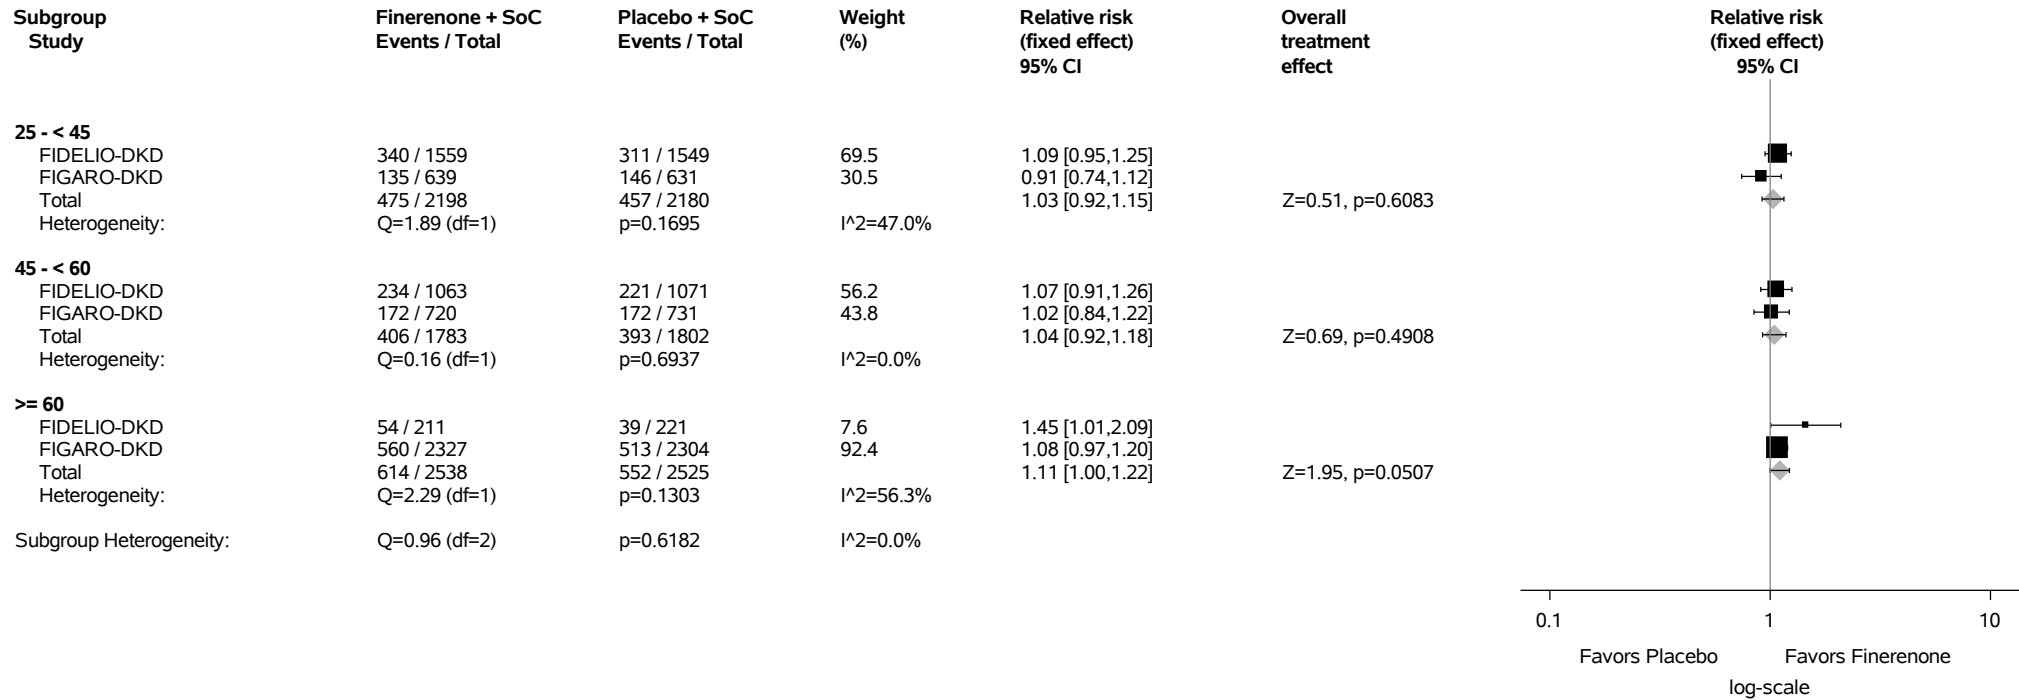 Subgroup Finerenone + SoC Placebo + SoC Weight Relative risk Overall Relative risk
Study Events / Total Events / Total (%) (fixed effect) treatment (fixed effect)
95% CI effect 95% CI
25 - < 45
FIDELIO-DKD 340 / 1559 311 / 1549 69.5 1.09 [0.95,1.25]
FIGARO-DKD 135 / 639 146 / 631 30.5 0.91 [0.74,1.12]
Total 475 / 2198 457 / 2180 1.03 [0.92,1.15] Z=0.51, p=0.6083
Heterogeneity: Q=1.89 (df=1) p=0.1695 I^2=47.0%
45 - < 60
FIDELIO-DKD 234 / 1063 221 / 1071 56.2 1.07 [0.91,1.26]
FIGARO-DKD 172 / 720 172 / 731 43.8 1.02 [0.84,1.22]
Total 406 / 1783 393 / 1802 1.04 [0.92,1.18] Z=0.69, p=0.4908
Heterogeneity: Q=0.16 (df=1) p=0.6937 I^2=0.0%
>= 60
FIDELIO-DKD 54 / 211 39 / 221 7.6 1.45 [1.01,2.09]
FIGARO-DKD 560 / 2327 513 / 2304 92.4 1.08 [0.97,1.20]
Total 614 / 2538 552 / 2525 1.11 [1.00,1.22] Z=1.95, p=0.0507
Heterogeneity: Q=2.29 (df=1) p=0.1303 I^2=56.3%
Subgroup Heterogeneity: Q=0.96 (df=2) p=0.6182 I^2=0.0%
0.1 1 10
Favors Placebo Favors Finerenone
log-scale